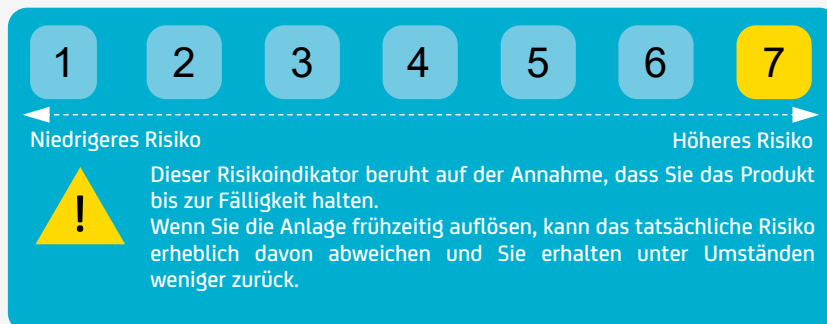 1 2 3 4 5 6 7
Niedrigeres Risiko Höheres Risiko
!
Dieser Risikoindikator beruht auf der Annahme, dass Sie das Produkt
bis zur Fälligkeit halten.
Wenn Sie die Anlage frühzeitig auflösen, kann das tatsächliche Risiko
erheblich davon abweichen und Sie erhalten unter Umständen
weniger zurück.